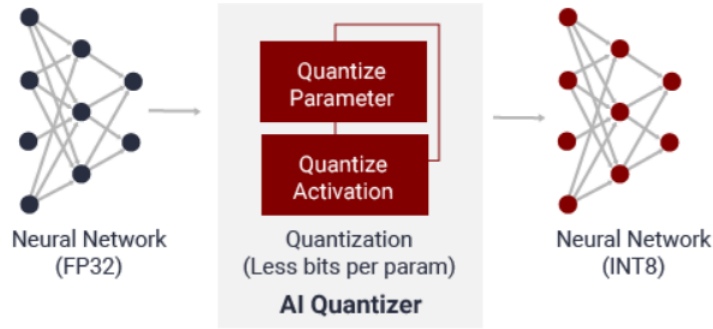 Quantize
Parameter
Quantize
Activation
Neural Network
(FP32)
Quantization
(Less bits per param)
AI Quantizer
Neural Network
(INT8)